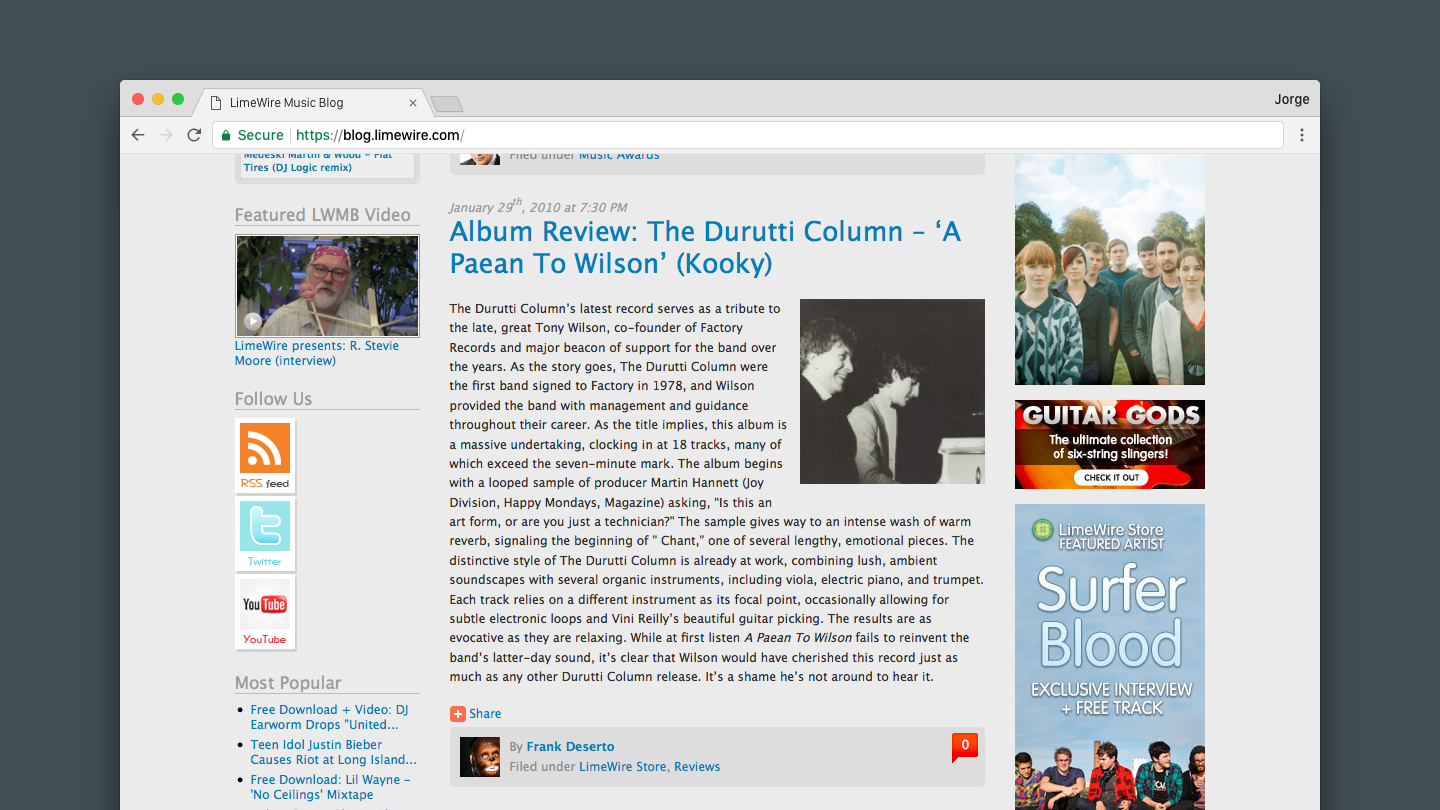 LimeWire Music Blog
Jorge
Secure
https://blog.limewire.com/
Medeski Martin & Wood - Flat
Tires (DJ Logic remix)
Featured LWMB Video
LimeWire presents: R. Stevie
Moore (interview)
Follow Us
RSS feed
Twitter
YouTube
YouTube
Most Popular
Free Download + Video: DJ
Earworm Drops "United...
Teen Idol Justin Bieber
Causes Riot at Long Island...
Free Download: Lil Wayne -
'No Ceilings' Mixtape
Filed under Music Awards
January 29th, 2010 at 7:30 PM
Album Review: The Durutti Column – ‘A
Paean To Wilson’ (Kooky)
The Durutti Column’s latest record serves as a tribute to
the late, great Tony Wilson, co-founder of Factory
Records and major beacon of support for the band over
the years. As the story goes, The Durutti Column were
the first band signed to Factory in 1978, and Wilson
provided the band with management and guidance
throughout their career. As the title implies, this album is
a massive undertaking, clocking in at 18 tracks, many of
which exceed the seven-minute mark. The album begins
with a looped sample of producer Martin Hannett (Joy
Division, Happy Mondays, Magazine) asking, “Is this an
art form, or are you just a technician?” The sample gives way to an intense wash of warm
reverb, signaling the beginning of ” Chant,” one of several lengthy, emotional pieces. The
distinctive style of The Durutti Column is already at work, combining lush, ambient
soundscapes with several organic instruments, including viola, electric piano, and trumpet.
Each track relies on a different instrument as its focal point, occasionally allowing for
subtle electronic loops and Vini Reilly’s beautiful guitar picking. The results are as
evocative as they are relaxing. While at first listen A Paean To Wilson fails to reinvent the
band’s latter-day sound, it’s clear that Wilson would have cherished this record just as
much as any other Durutti Column release. It’s a shame he’s not around to hear it.
Share
By Frank Deserto
0
Filed under LimeWire Store, Reviews
GUITAR GODS
The ultimate collection
of six-string slingers!
CHECK IT OUT
LimeWire Store
FEATURED ARTIST
Surfer
Blood
EXCLUSIVE INTERVIEW
+ FREE TRACK